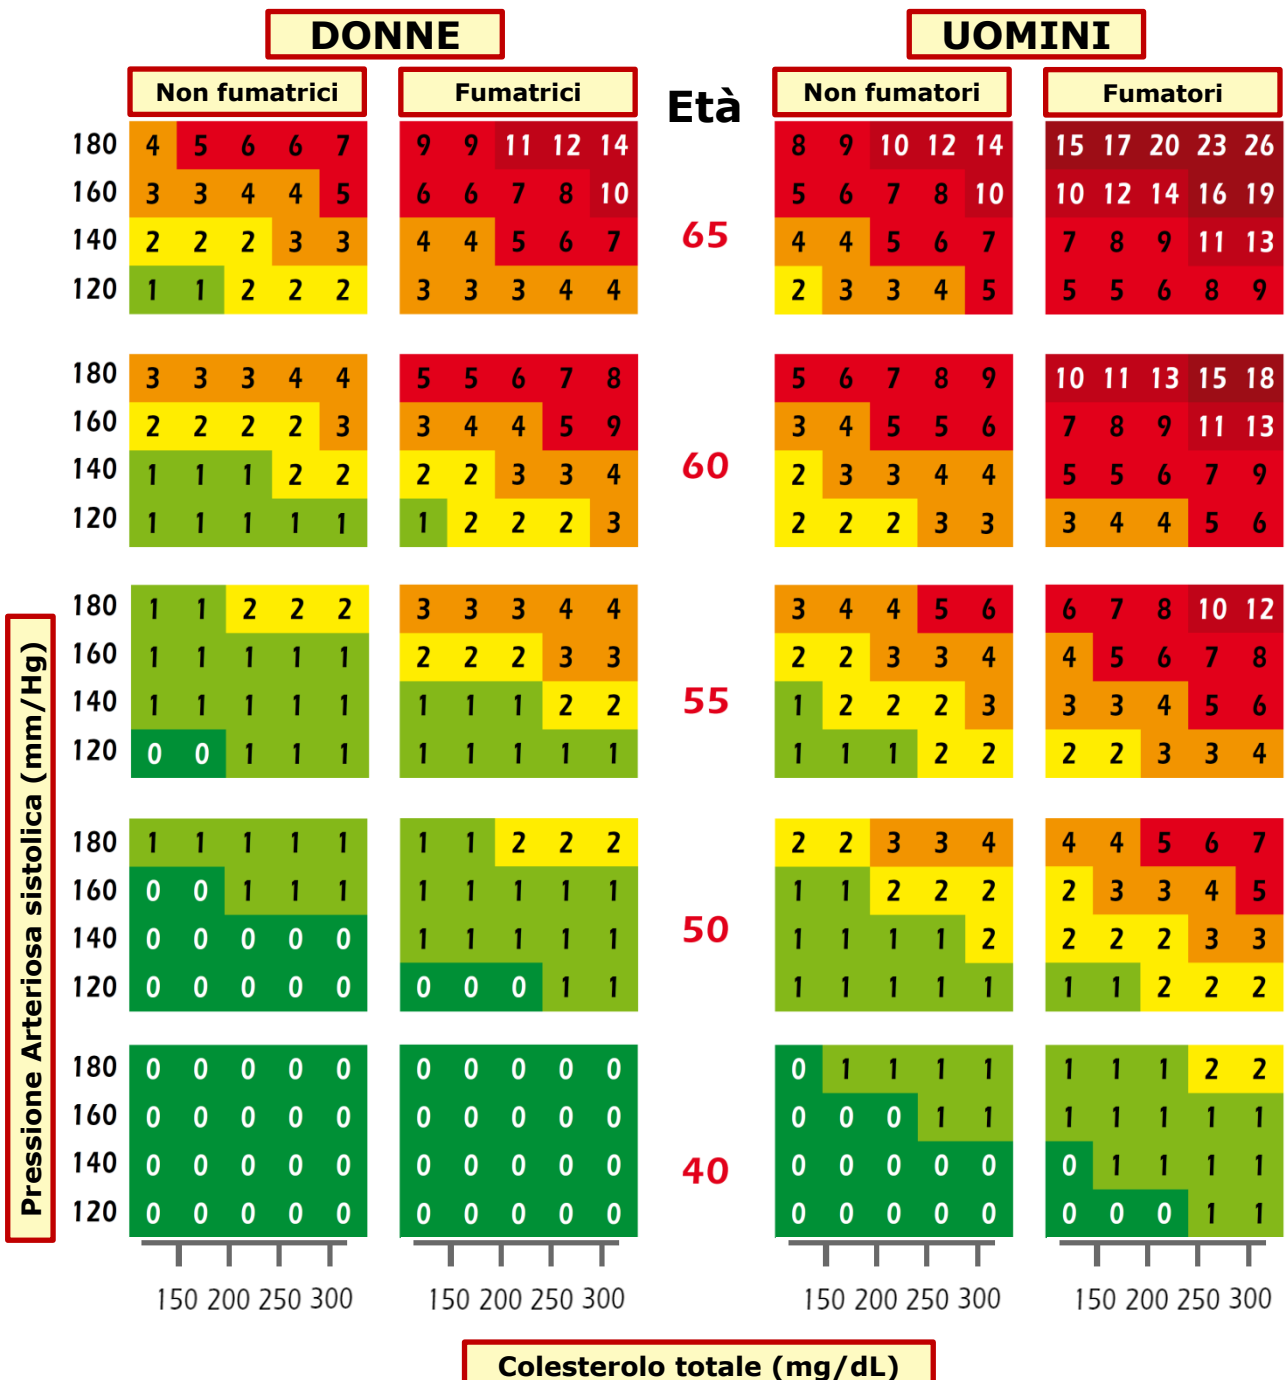 DONNE UOMINI
Non fumatrici Fumatrici Età Non fumatori Fumatori
180 4 5 6 6 7 9 9 11 12 14 8 9 10 12 14 15 17 20 23 26
160 3 3 4 4 5 6 6 7 8 10 5 6 7 8 10 10 12 14 16 19
65
140 2 2 2 3 3 4 4 5 6 7 4 4 5 6 7 7 8 9 11 13
120 1 1 2 2 2 3 3 3 4 4 2 3 3 4 5 5 5 6 8 9
180 3 3 3 4 4 5 5 6 7 8 5 6 7 8 9 10 11 13 15 18
160 2 2 2 2 3 3 4 4 5 9 3 4 5 5 6 7 8 9 11 13
60
140 1 1 1 2 2 2 2 3 3 4 2 3 3 4 4 5 5 6 7 9
120 1 1 1 1 1 1 2 2 2 3 2 2 2 3 3 3 4 4 5 6
180 1 1 2 2 2 3 3 3 4 4 3 4 4 5 6 6 7 8 10 12
160 1 1 1 1 1 2 2 2 3 3 2 2 3 3 4 4 5 6 7 8
55
140 1 1 1 1 1 1 1 1 2 2 1 2 2 2 3 3 3 4 5 6
120 0 0 1 1 1 1 1 1 1 1 1 1 1 2 2 2 2 3 3 4
180 1 1 1 1 1 1 1 2 2 2 2 2 3 3 4 4 4 5 6 7
160 0 0 1 1 1 1 1 1 1 1 1 1 2 2 2 2 3 3 4 5
50
140 0 0 0 0 0 1 1 1 1 1 1 1 1 1 2 2 2 2 3 3
120 0 0 0 0 0 0 0 0 1 1 1 1 1 1 1 1 1 2 2 2
180 0 0 0 0 0 0 0 0 0 0 0 1 1 1 1 1 1 1 2 2
160 0 0 0 0 0 0 0 0 0 0 0 0 0 1 1 1 1 1 1 1
40
140 0 0 0 0 0 0 0 0 0 0 0 0 0 0 0 0 1 1 1 1
120 0 0 0 0 0 0 0 0 0 0 0 0 0 0 0 0 0 0 1 1
Pressione Arteriosa sistolica (mm/Hg)
150 200 250 300 150 200 250 300 150 200 250 300 150 200 250 300
Colesterolo totale (mg/dL)